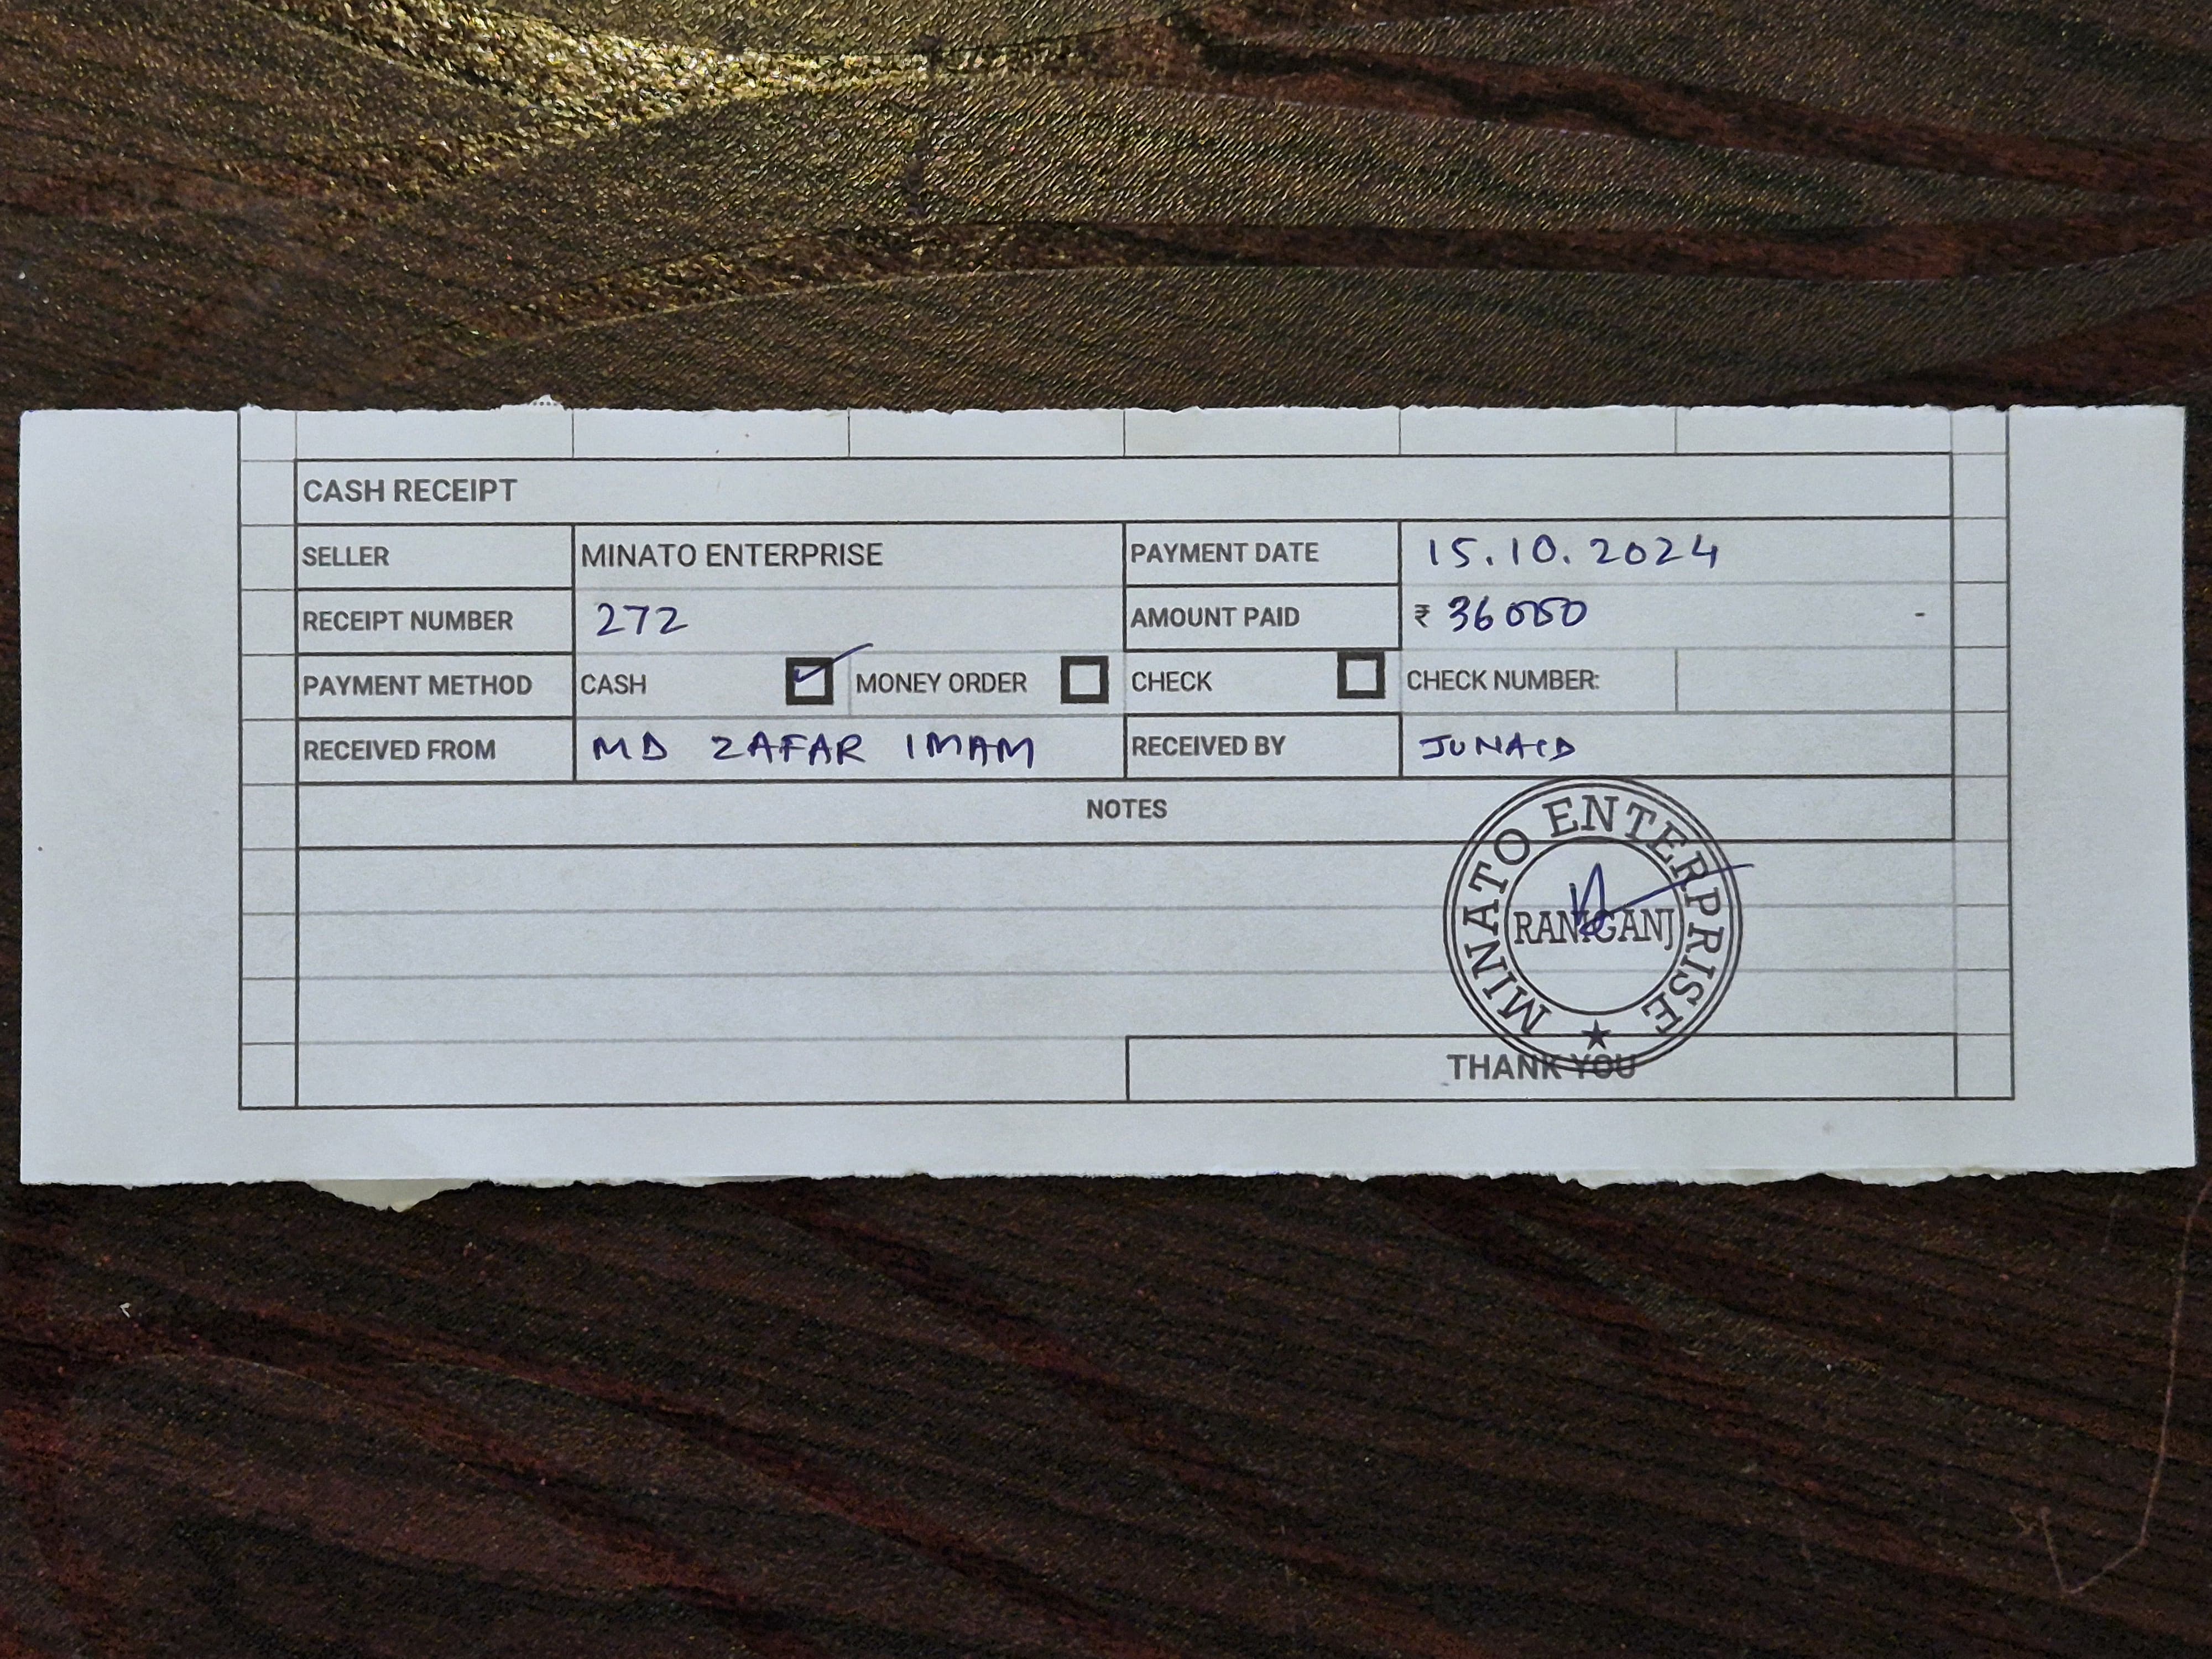 CASH RECEIPT
SELLER MINATO ENTERPRISE PAYMENT DATE 15.10.2024
RECEIPT NUMBER 272 AMOUNT PAID ₹ 36000 -
PAYMENT METHOD CASH MONEY ORDER CHECK CHECK NUMBER:
RECEIVED FROM MD ZAFAR IMAM RECEIVED BY JUNAID
NOTES
MINATO ENTERPRISE
RANIGANJ
THANK YOU